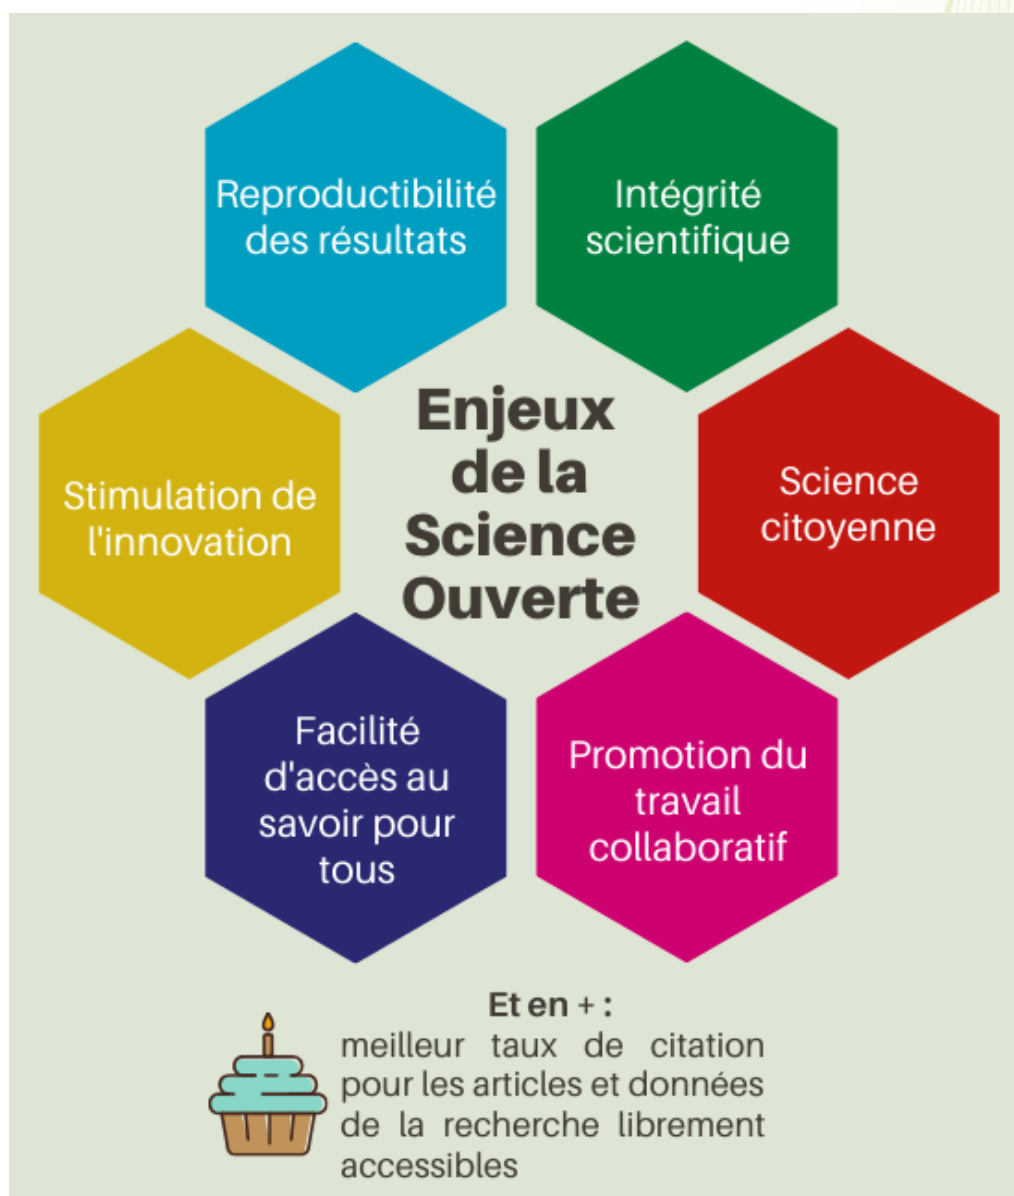 Reproductibilité
des résultats
Intégrité
scientifique
Stimulation de
l'innovation
Enjeux
de la
Science
Ouverte
Science
citoyenne
Facilité
d'accès au
savoir pour
tous
Promotion du
travail
collaboratif
Et en + :
meilleur taux de citation
pour les articles et données
de la recherche librement
accessibles